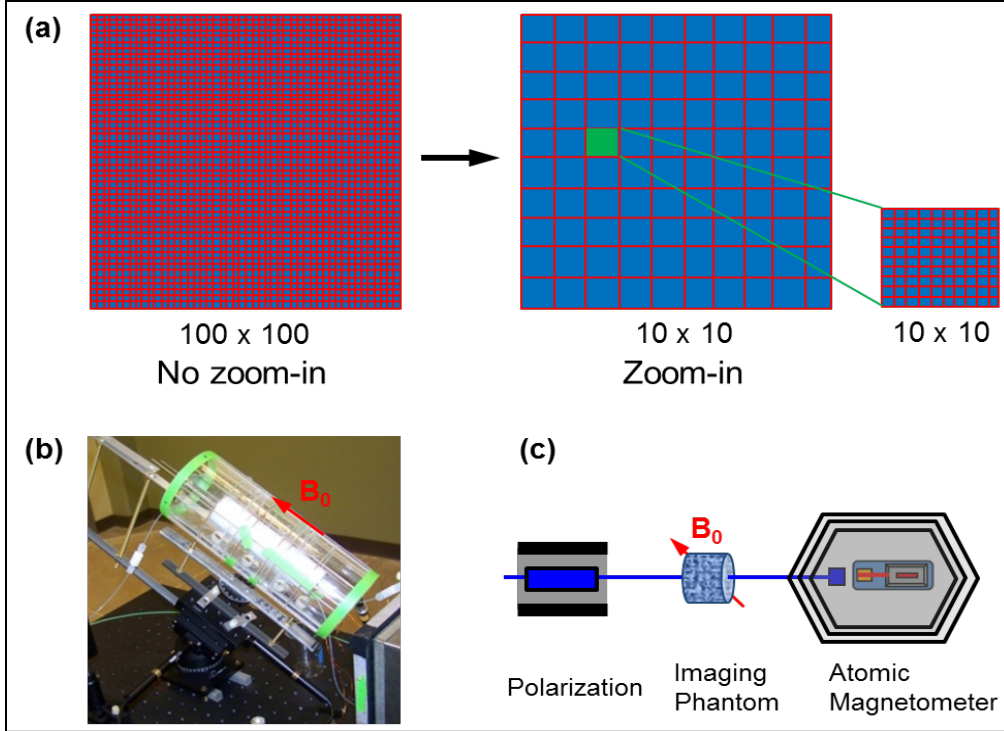 (a)
100 x 100
No zoom-in
10 x 10
Zoom-in
10 x 10
(b)
B₀
(c)
B₀
Polarization
Imaging
Phantom
Atomic
Magnetometer